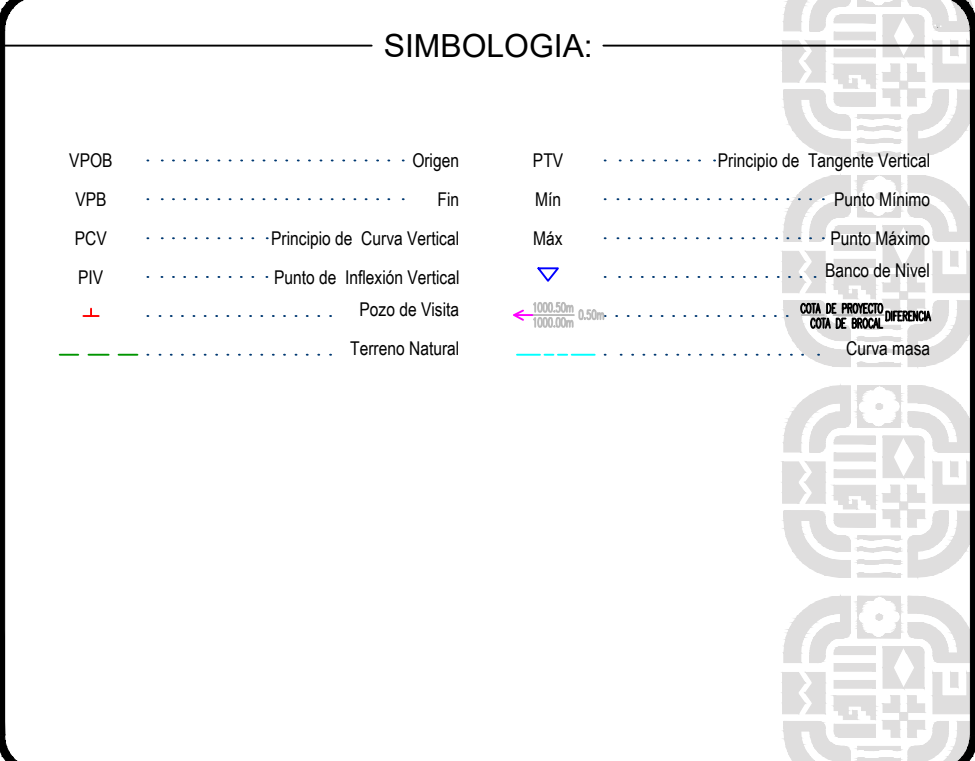 SIMBOLOGIA:
VPOB Origen
VPB Fin
PCV Principio de Curva Vertical
PIV Punto de Inflexión Vertical
Pozo de Visita
Terreno Natural
PTV Principio de Tangente Vertical
Mín Punto Mínimo
Máx Punto Máximo
Banco de Nivel
1000.50m
1000.00m
0.50m
COTA DE PROYECTO
COTA DE BROCAL
DIFERENCIA
Curva masa